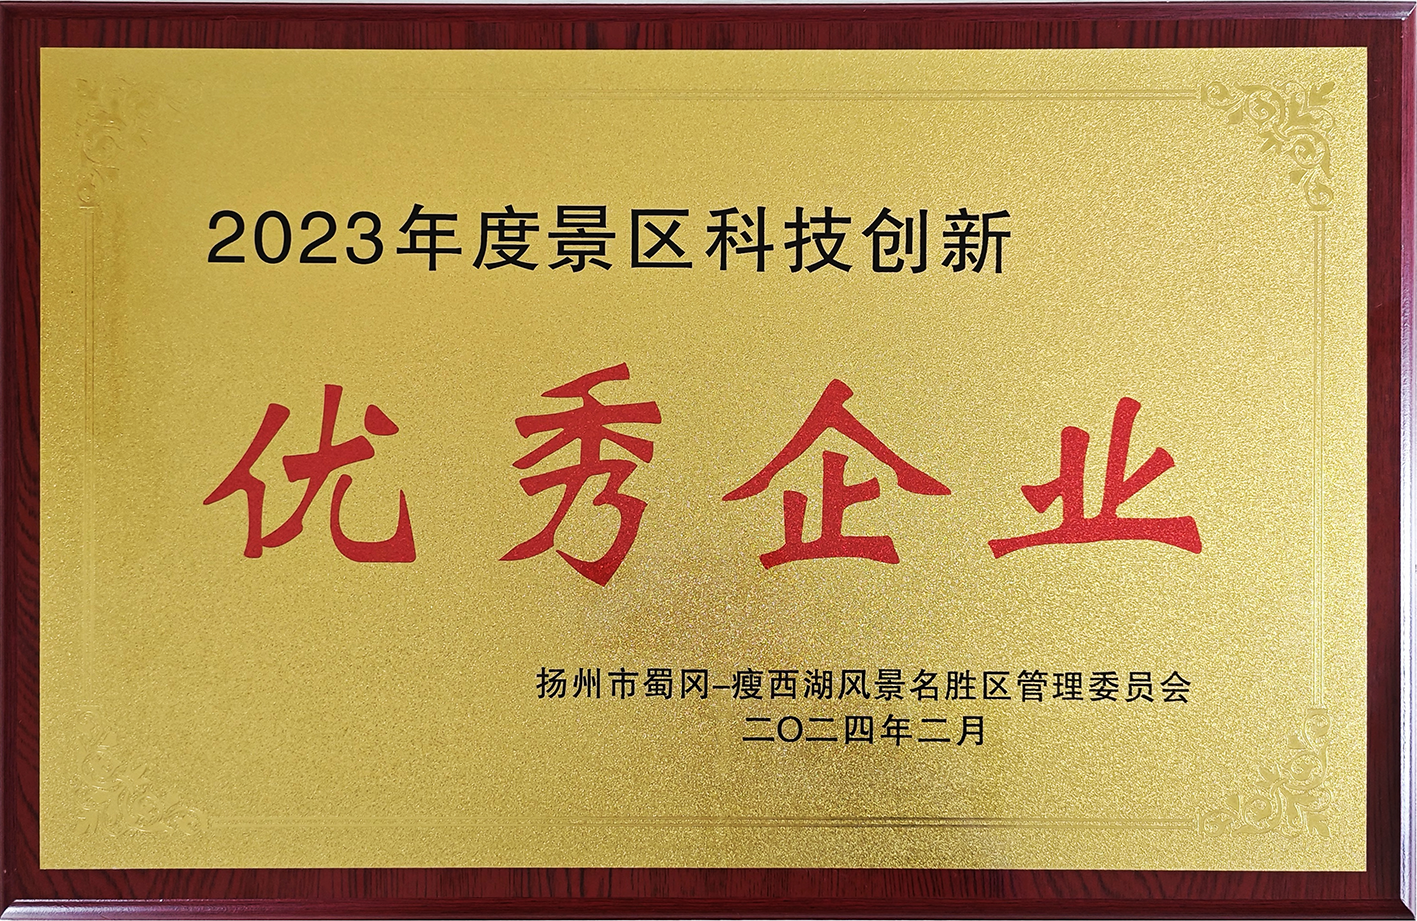 2023年度景区科技创新
优秀企业
扬州市蜀冈–瘦西湖风景名胜区管理委员会
二〇二四年二月